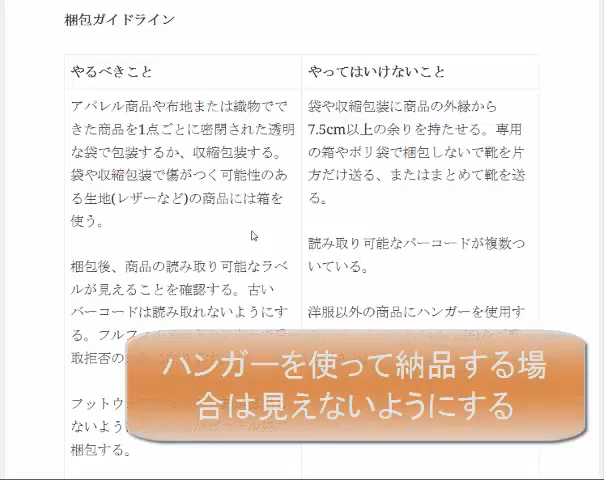 梱包ガイドライン
やるべきこと
アパレル商品や布地または織物でで
きた商品を1点ごとに密閉された透明
な袋で包装するか、収縮包装する。
袋や収縮包装で傷がつく可能性のあ
る生地(レザーなど)の商品には箱を
使う。
梱包後、商品の読み取り可能なラベ
ルが見えることを確認する。古い
バーコードは読み取れないようにす
る。フルフィ
取拒否の
フットウ
ないように
梱包する。
やってはいけないこと
袋や収縮包装に商品の外縁から
7.5cm以上の余りを持たせる。専用
の箱やポリ袋で梱包しないで靴を片
方だけ送る、またはまとめて靴を送
る。
読み取り可能なバーコードが複数つ
いている。
洋服以外の商品にハンガーを使用す
ハンガーを使って納品する場
合は見えないようにする